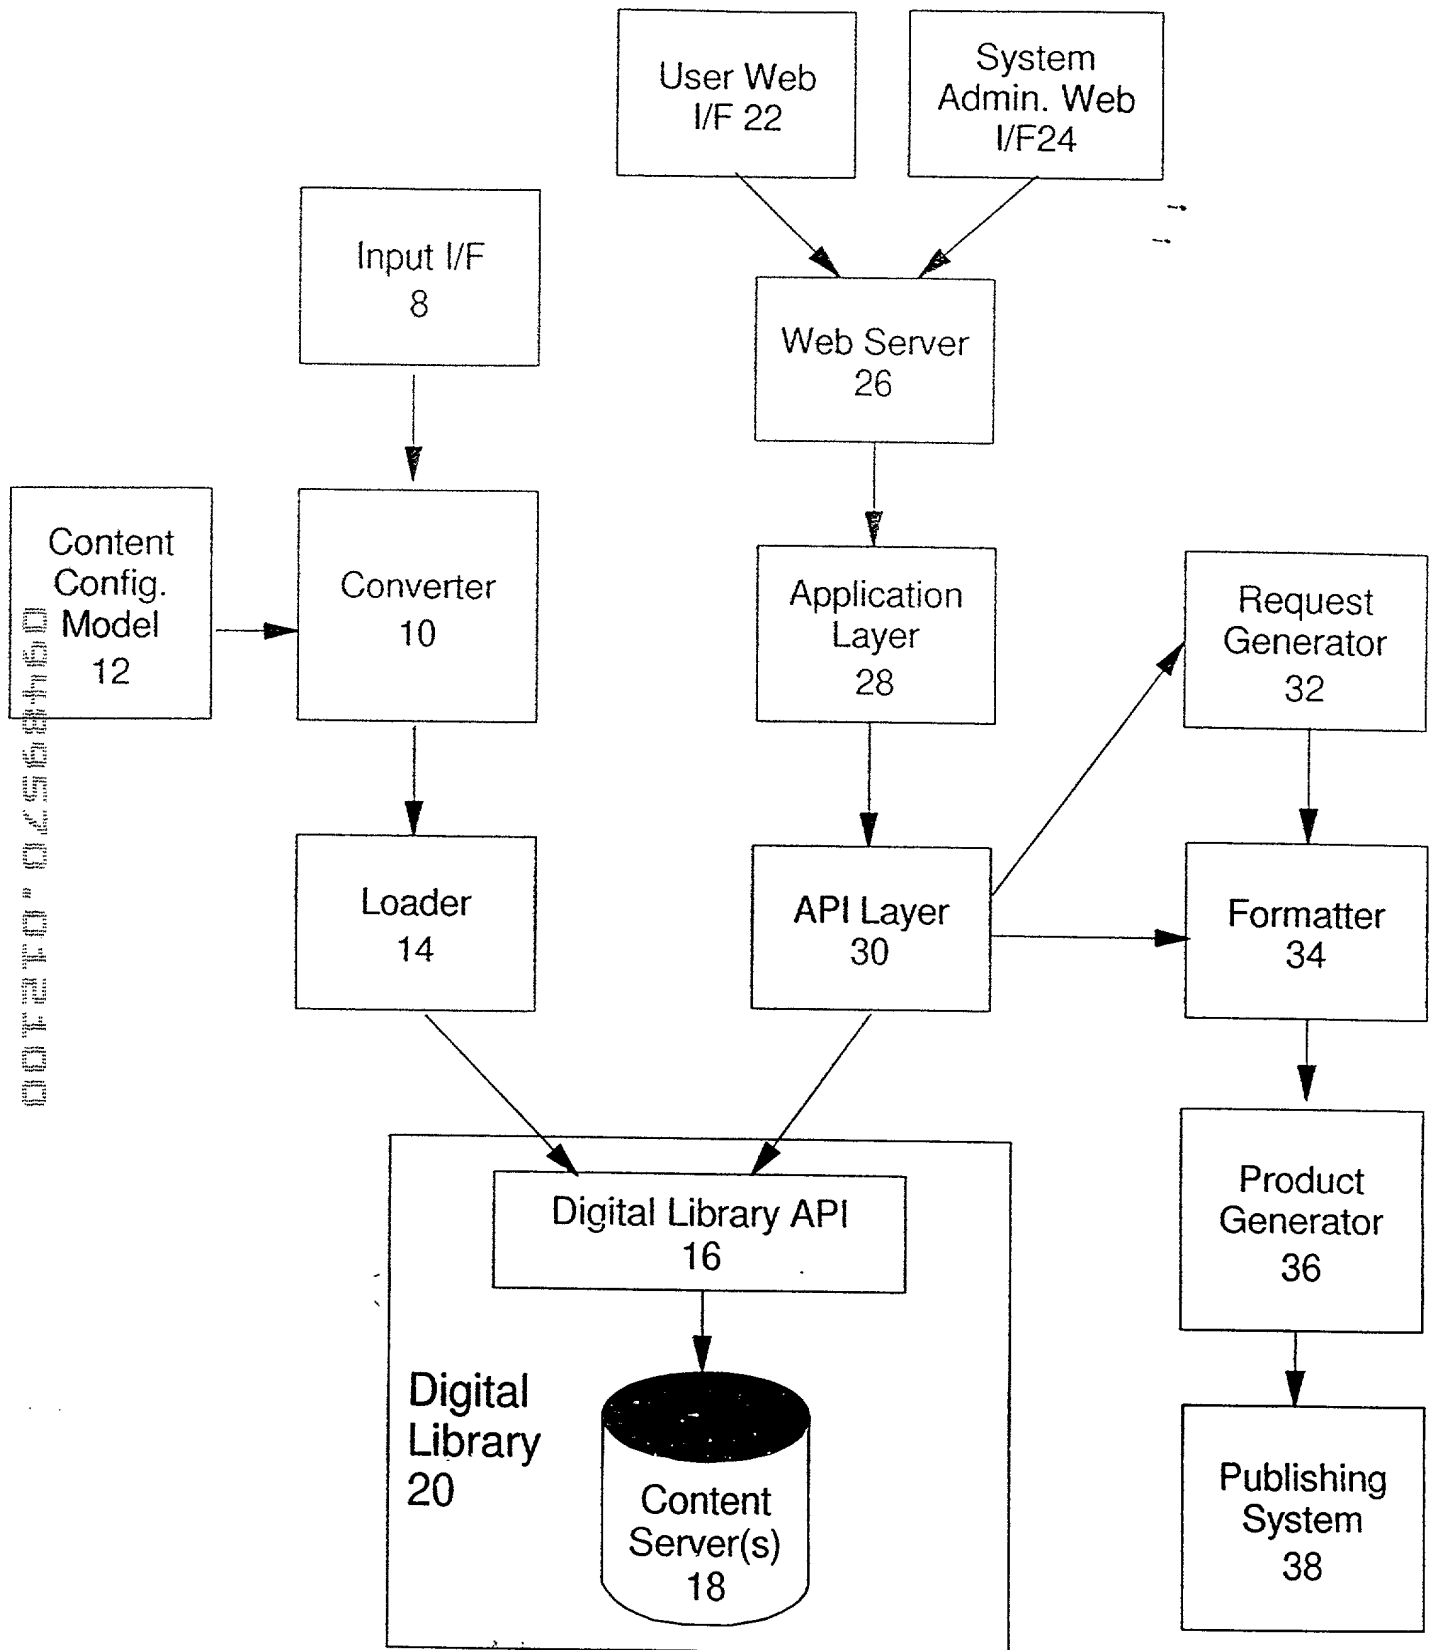 User Web
I/F 22
System
Admin. Web
I/F24
Input I/F
8
Web Server
26
Content
Config.
Model
12
Converter
10
Application
Layer
28
Request
Generator
32
Loader
14
API Layer
30
Formatter
34
Digital Library API
16
Product
Generator
36
Digital
Library
20
Content
Server(s)
18
Publishing
System
38
09489570.012100